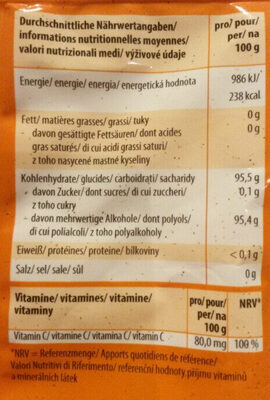 Durchschnittliche Nährwertangaben/ pro/ pour/
informations nutritionnelles moyennes/ per/ na
valori nutrizionali medi/ výživové údaje 100 g
Energie/ energie/ energia/ energetická hodnota 986 kJ/
238 kcal
Fett/ matières grasses/ grassi/ tuky 0 g
- davon gesättigte Fettsäuren/ dont acides 0 g
gras saturés/ di cui acidi grassi saturi/
z toho nasycené mastné kyseliny
Kohlenhydrate/ glucides/ carboidrati/ sacharidy 95,5 g
- davon Zucker/ dont sucres/ di cui zuccheri/ 0,1 g
z toho cukry
- davon mehrwertige Alkohole/ dont polyols/ 95,4 g
di cui polialcoli/ z toho polyalkoholy
Eiweiß/ protéines/ proteine/ bílkoviny < 0,1 g
Salz/ sel/ sale/ sůl 0 g
Vitamine/ vitamines/ vitamine/ pro/ pour/ NRV*
vitaminy per/ na
100 g
Vitamin C/ vitamine C/ vitamina C/ vitamin C 80,0 mg 100 %
*NRV = Referenzmenge/ Apports quotidiens de référence/
Valori Nutritivi di Riferimento/ referenční hodnoty příjmu vitamínů
a minerálních látek